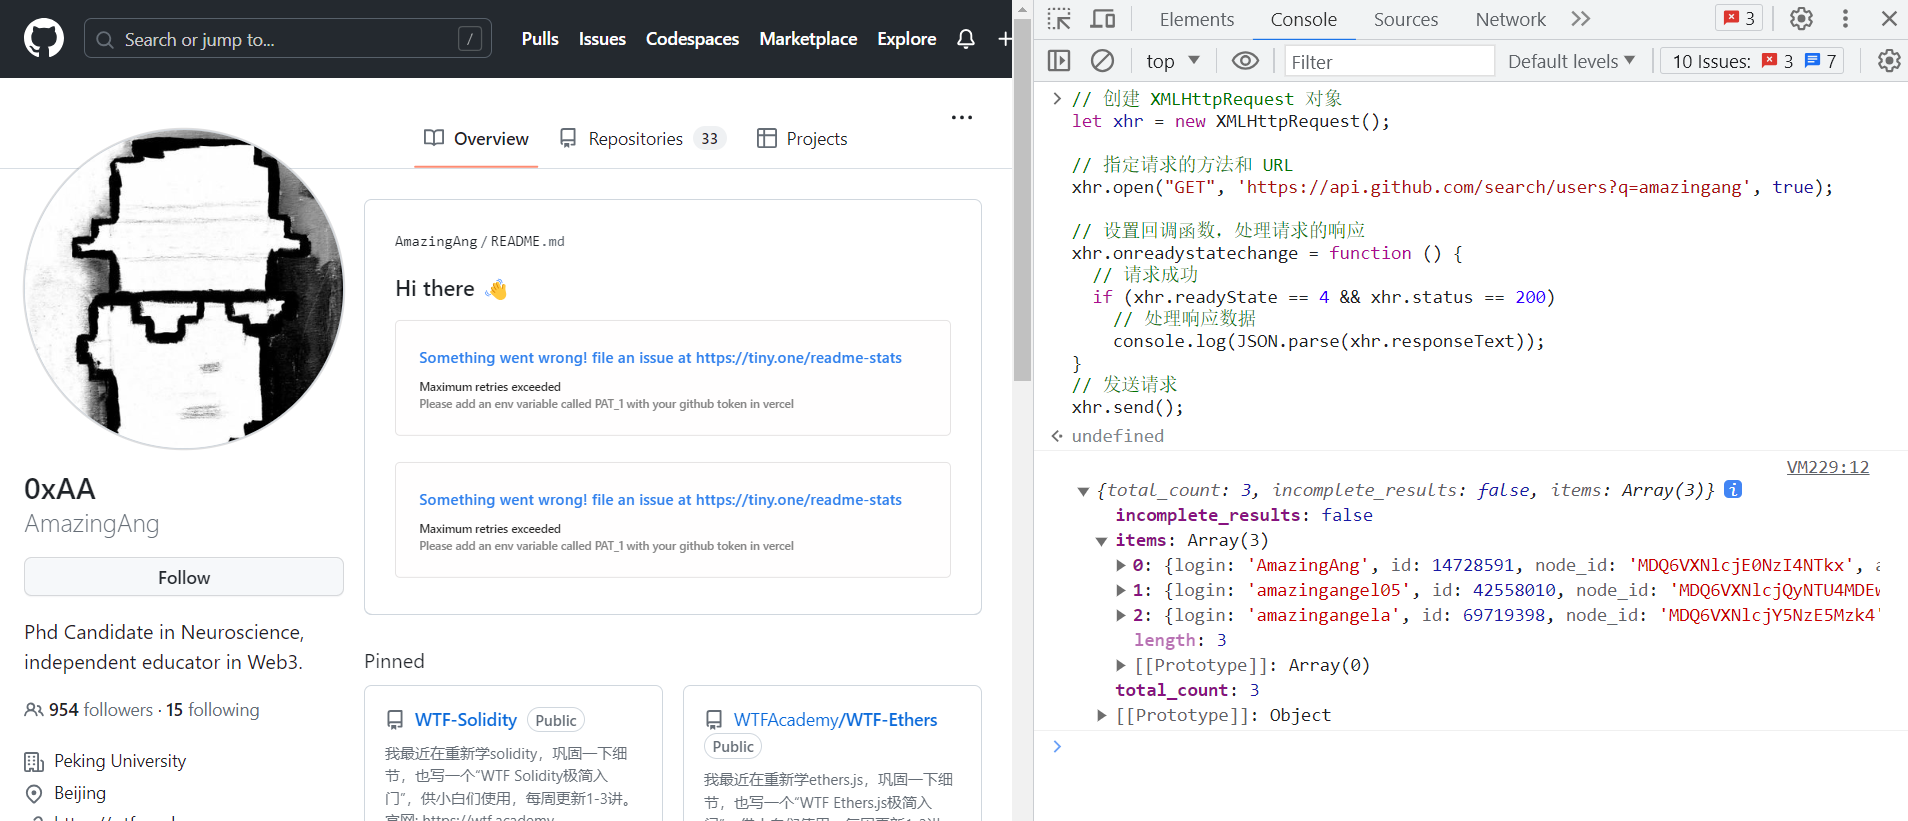 Search or jump to...
/
Pulls
Issues
Codespaces
Marketplace
Explore
Overview
Repositories 33
Projects
AmazingAng / README.md
Hi there 👋
Something went wrong! file an issue at https://tiny.one/readme-stats
Maximum retries exceeded
Please add an env variable called PAT_1 with your github token in vercel
Something went wrong! file an issue at https://tiny.one/readme-stats
Maximum retries exceeded
Please add an env variable called PAT_1 with your github token in vercel
0xAA
AmazingAng
Follow
Phd Candidate in Neuroscience,
independent educator in Web3.
954 followers · 15 following
Peking University
Beijing
Pinned
WTF-Solidity Public
我最近在重新学solidity，巩固一下细
节，也写一个“WTF Solidity极简入
门”，供小白们使用，每周更新1-3讲。
官网: https://wtf.academy
WTFAcademy/WTF-Ethers
Public
我最近在重新学ethers.js，巩固一下细
节，也写一个“WTF Ethers.js极简入
门”，供小白们使用，每周更新1-3讲
Elements
Console
Sources
Network
3
top
Filter
Default levels
10 Issues: 3 7
// 创建 XMLHttpRequest 对象
let xhr = new XMLHttpRequest();
// 指定请求的方法和 URL
xhr.open("GET", 'https://api.github.com/search/users?q=amazingang', true);
// 设置回调函数，处理请求的响应
xhr.onreadystatechange = function () {
// 请求成功
if (xhr.readyState == 4 && xhr.status == 200)
// 处理响应数据
console.log(JSON.parse(xhr.responseText));
}
// 发送请求
xhr.send();
undefined
VM229:12
{total_count: 3, incomplete_results: false, items: Array(3)}
incomplete_results: false
items: Array(3)
0: {login: 'AmazingAng', id: 14728591, node_id: 'MDQ6VXNlcjE0NzI4NTkx',
1: {login: 'amazingangel05', id: 42558010, node_id: 'MDQ6VXNlcjQyNTU4MDE
2: {login: 'amazingangela', id: 69719398, node_id: 'MDQ6VXNlcjY5NzE5Mzk4'
length: 3
[[Prototype]]: Array(0)
total_count: 3
[[Prototype]]: Object